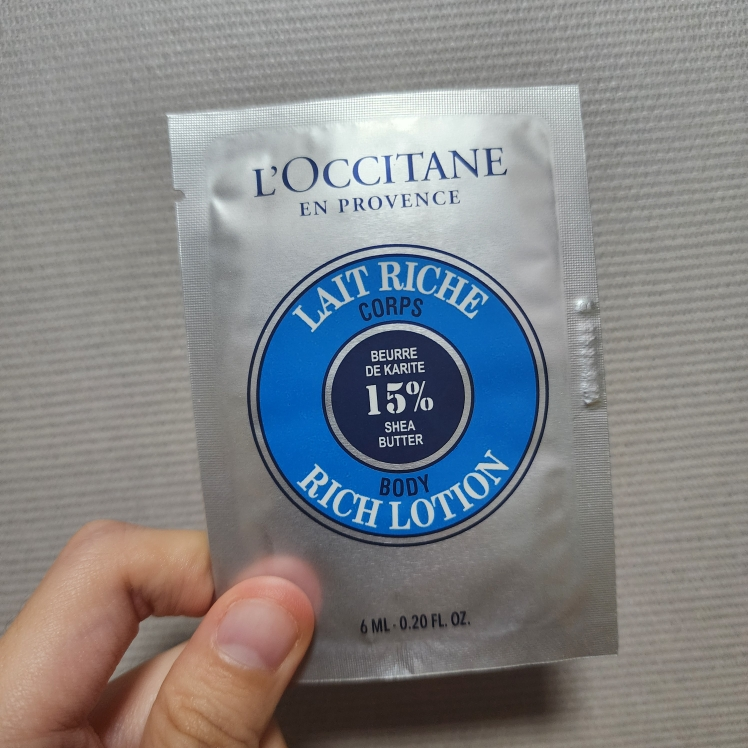 L'OCCITANE
EN PROVENCE
LAIT RICHE
CORPS
BEURRE
DE KARITE
15%
SHEA
BUTTER
BODY
RICH LOTION
6 ML - 0.20 FL. OZ.